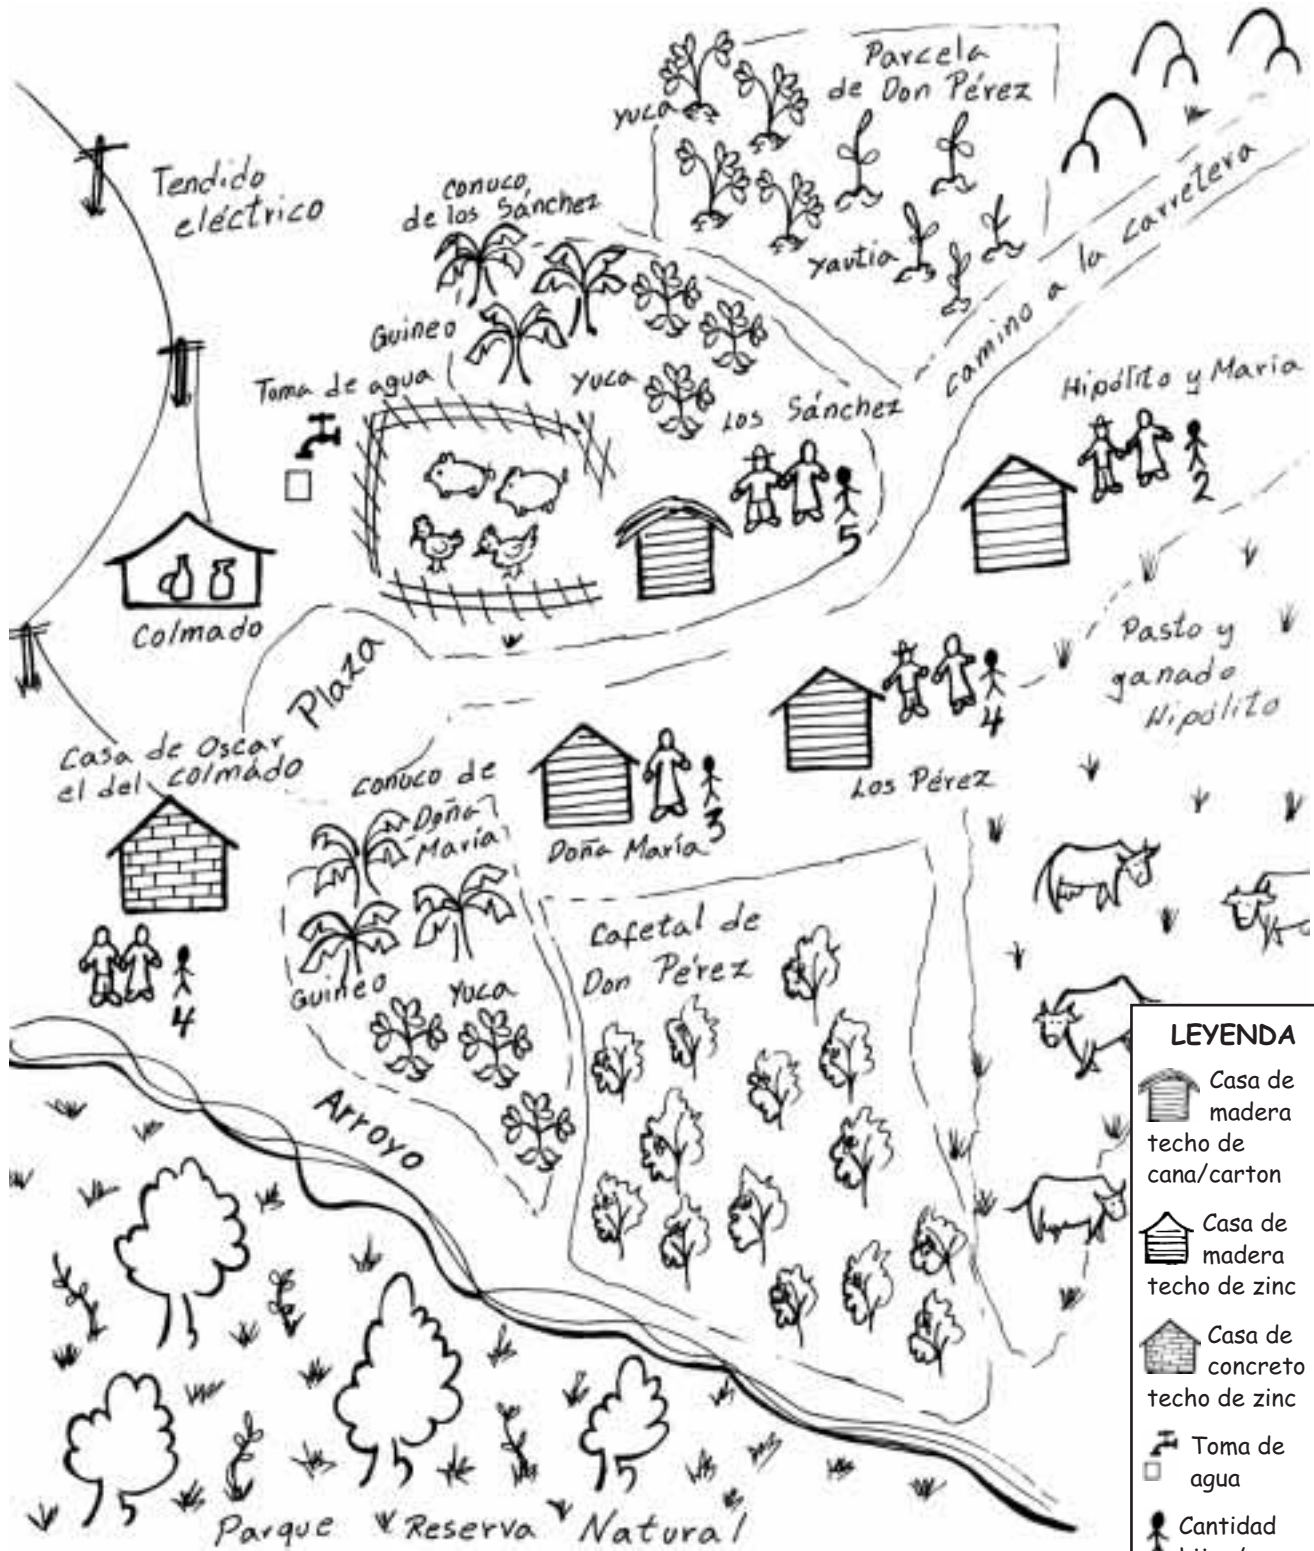 Parcela
de Don Pérez
Yuca
Tendido
eléctrico
Conuco
de los Sánchez
camino a la carretera
Yautia
Guineo
Toma de agua
Yuca
Los Sánchez
5
Hipólito y Maria
2
Colmado
Plaza
Pasto y
ganado
Hipólito
4
Los Pérez
Casa de Oscar
el del colmado
Conuco de
Doña
María
Doña María
3
Cafetal de
Don Pérez
Guineo
Yuca
4
Arroyo
Parque Reserva Natural
LEYENDA
Casa de
madera
techo de
cana/carton
Casa de
madera
techo de zinc
Casa de
concreto
techo de zinc
Toma de
agua
Cantidad